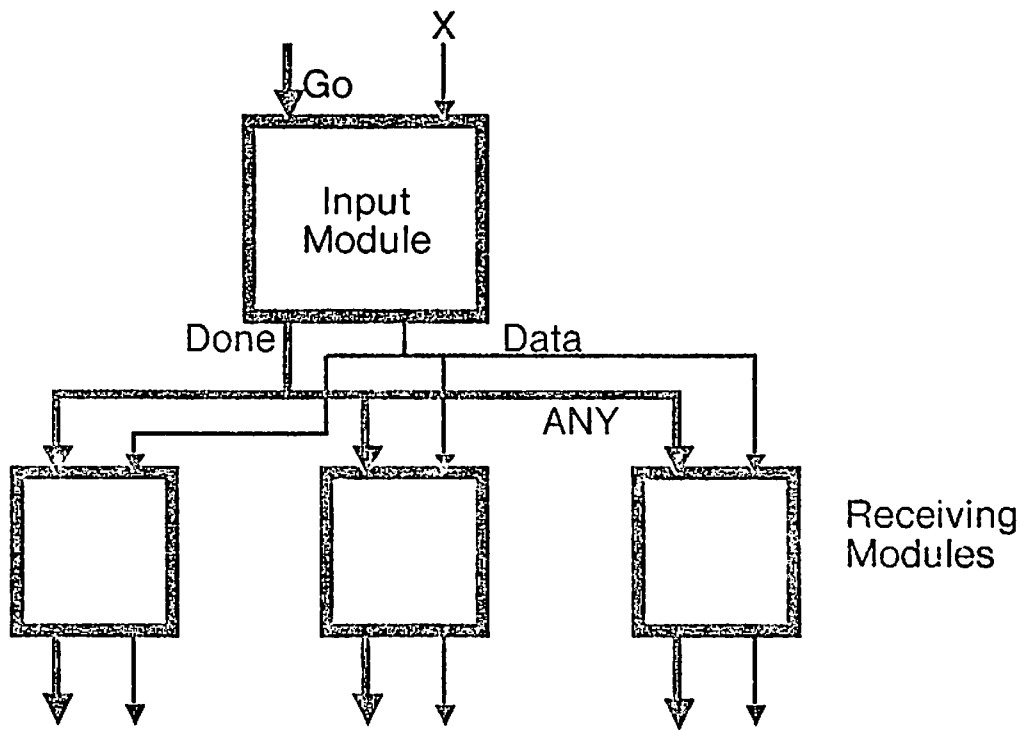 X
Go
Input
Module
Done
Data
ANY
Receiving
Modules